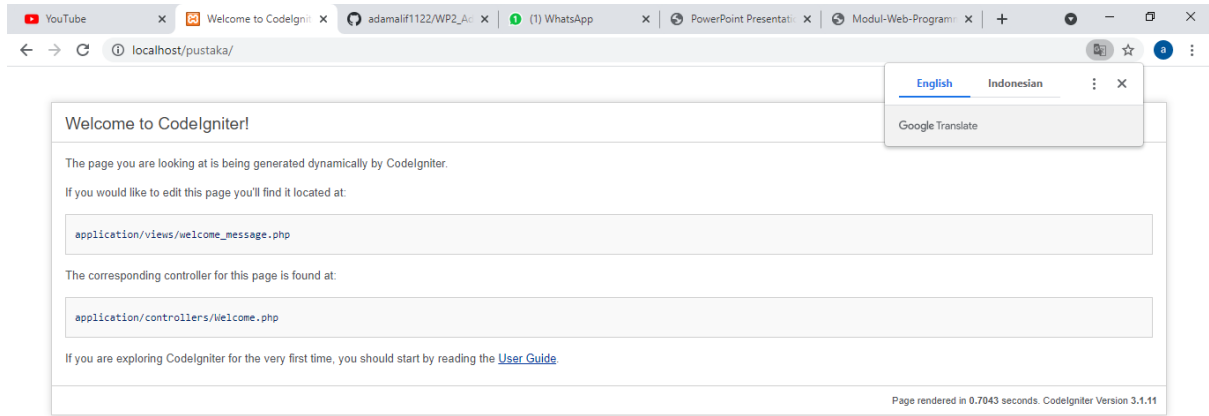 YouTube
Welcome to CodeIgnit
adamalif1122/WP2_Ad
1 (1) WhatsApp
PowerPoint Presentatio
Modul-Web-Programm
localhost/pustaka/
a
English Indonesian
Google Translate
Welcome to CodeIgniter!
The page you are looking at is being generated dynamically by CodeIgniter.
If you would like to edit this page you'll find it located at:
application/views/welcome_message.php
The corresponding controller for this page is found at:
application/controllers/Welcome.php
If you are exploring CodeIgniter for the very first time, you should start by reading the User Guide.
Page rendered in 0.7043 seconds. CodeIgniter Version 3.1.11